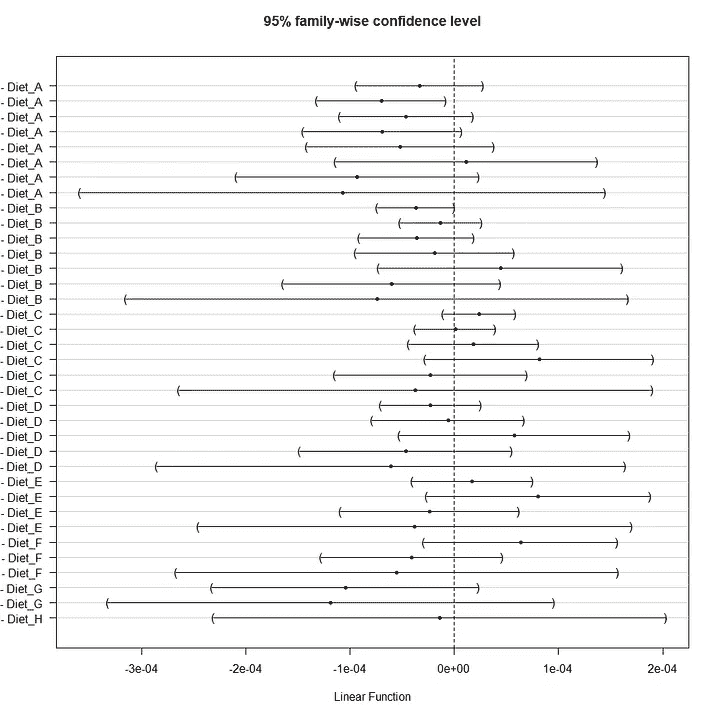 95% family-wise confidence level
- Diet_A
- Diet_A
- Diet_A
- Diet_A
- Diet_A
- Diet_A
- Diet_A
- Diet_A
- Diet_B
- Diet_B
- Diet_B
- Diet_B
- Diet_B
- Diet_B
- Diet_B
- Diet_C
- Diet_C
- Diet_C
- Diet_C
- Diet_C
- Diet_C
- Diet_D
- Diet_D
- Diet_D
- Diet_D
- Diet_D
- Diet_E
- Diet_E
- Diet_E
- Diet_E
- Diet_F
- Diet_F
- Diet_F
- Diet_G
- Diet_G
- Diet_H
-3e-04 -2e-04 -1e-04 0e+00 1e-04 2e-04
Linear Function